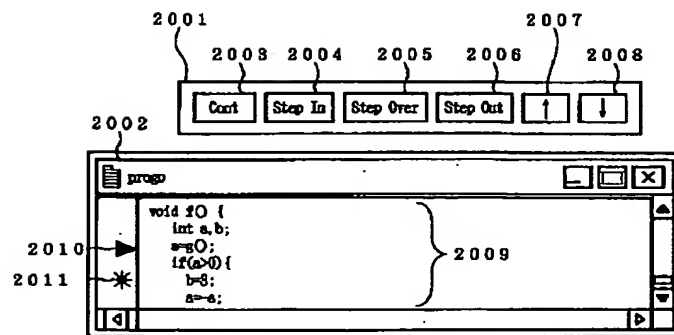 2001
2003 2004 2005 2006 2007 2008
Cont Step In Step Over Step Out ↑ ↓
2002
progo
void f() {
int a,b;
2010
a=g();
if(a>0){
2009
2011
b=3;
a=-a;